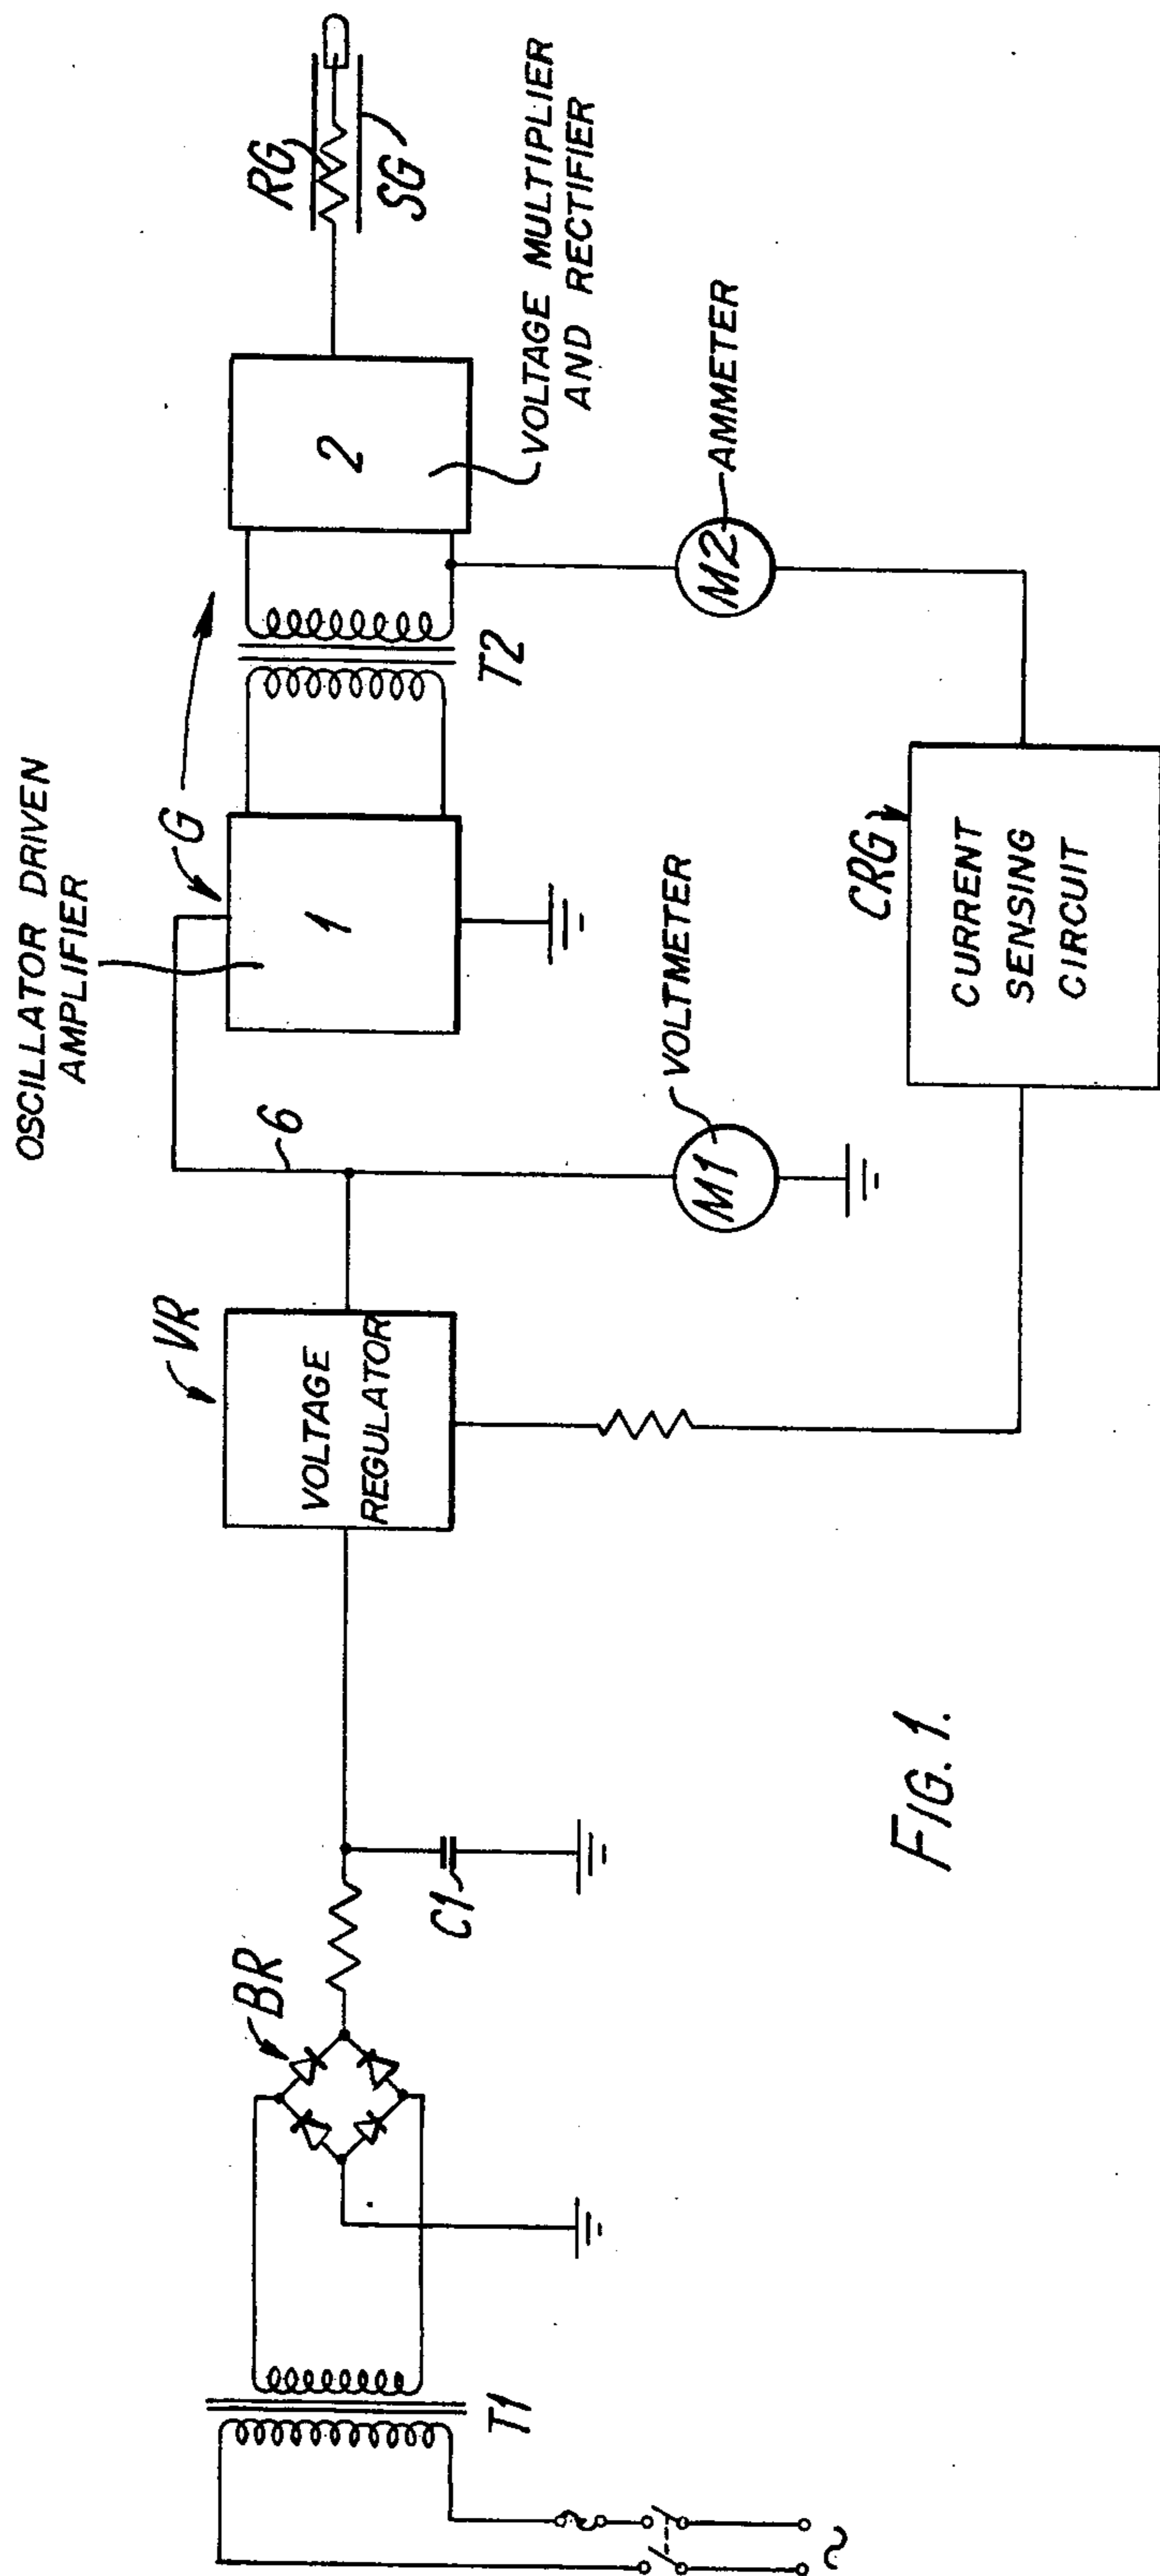 OSCILLATOR DRIVEN
AMPLIFIER
G
RG
SG
VR
BR
1
2
VOLTAGE
REGULATOR
6
T2
VOLTAGE MULTIPLIER
AND RECTIFIER
C1
T1
VOLTMETER
M1
AMMETER
M2
CRG
CURRENT
SENSING
CIRCUIT
~
FIG. 1.